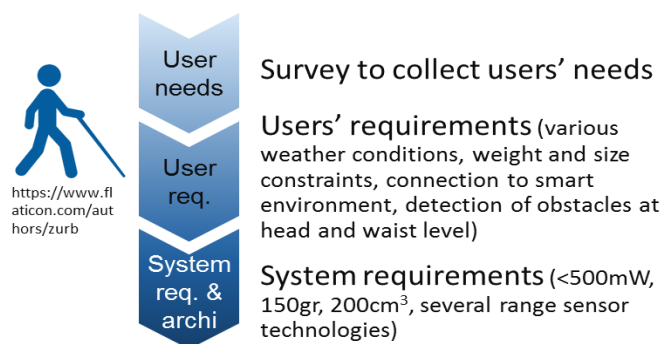 User
needs
Survey to collect users' needs
User
req.
Users' requirements (various
weather conditions, weight and size
constraints, connection to smart
environment, detection of obstacles at
head and waist level)
https://www.fl
aticon.com/aut
hors/zurb
System
req. &
archi
System requirements (<500mW,
150gr, 200cm³, several range sensor
technologies)